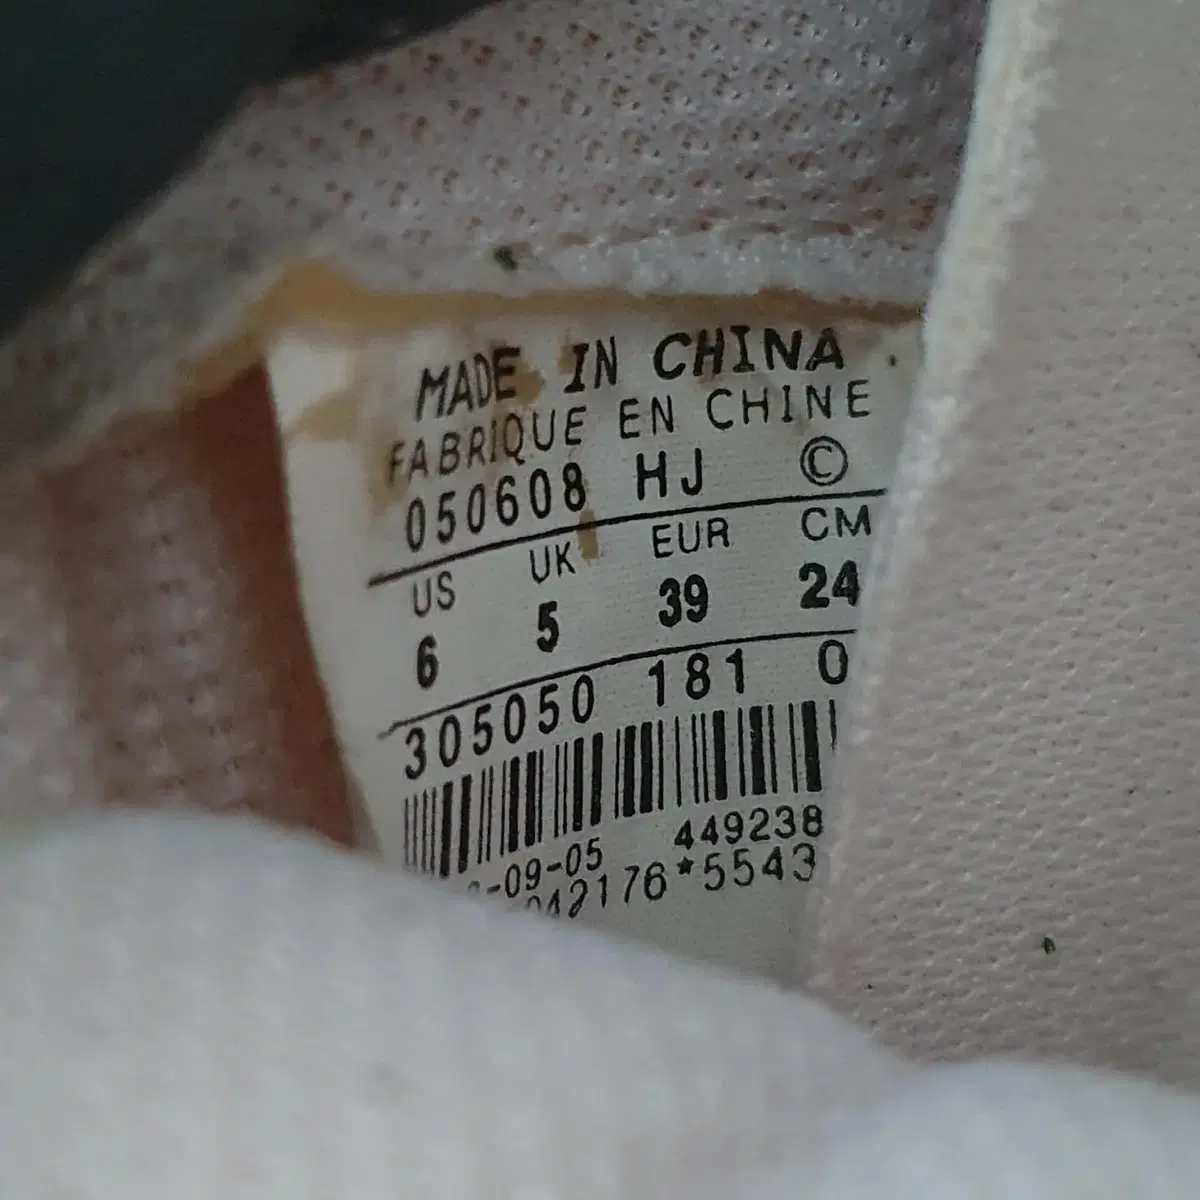 MADE IN CHINA
FABRIQUE EN CHINE
050608 HJ ©
US UK EUR CM
6 5 39 24
305050 181 0
-09-05 449238
42176*5543